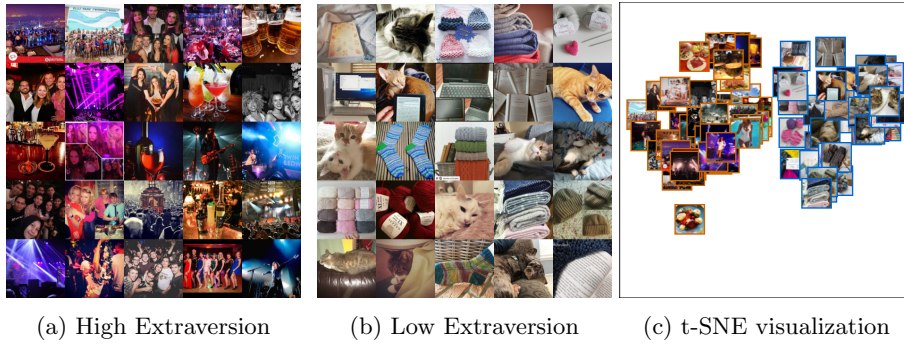 (a) High Extraversion
(b) Low Extraversion
(c) t-SNE visualization